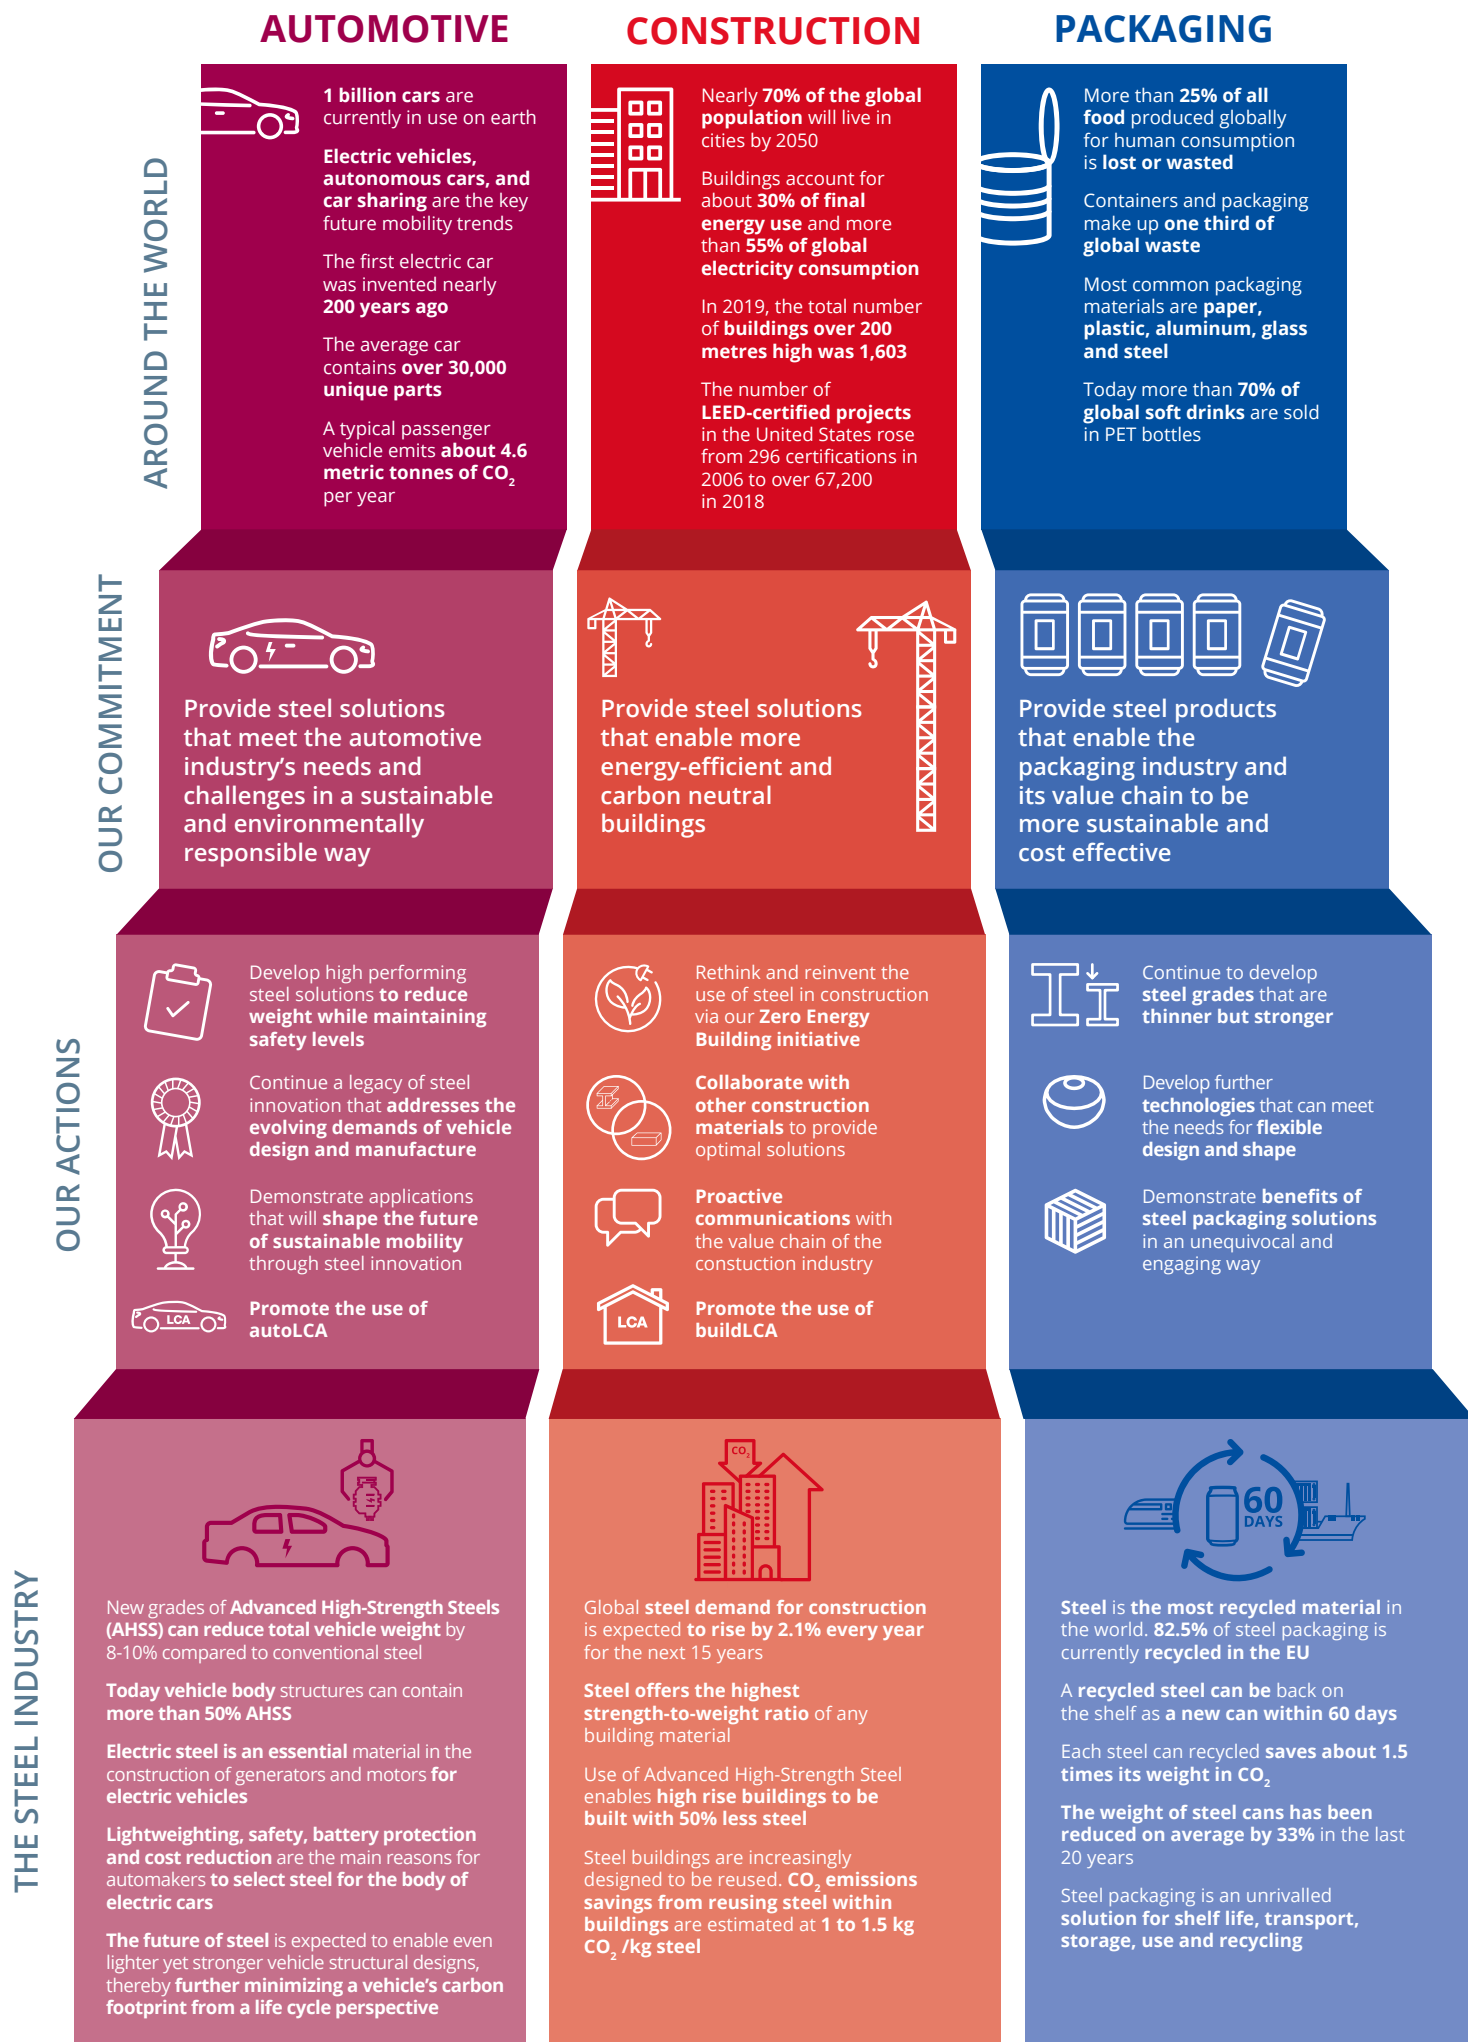 AUTOMOTIVE
CONSTRUCTION
PACKAGING
AROUND THE WORLD
1 billion cars are
currently in use on earth
Electric vehicles,
autonomous cars, and
car sharing are the key
future mobility trends
The first electric car
was invented nearly
200 years ago
The average car
contains over 30,000
unique parts
A typical passenger
vehicle emits about 4.6
metric tonnes of CO₂
per year
Nearly 70% of the global
population will live in
cities by 2050
Buildings account for
about 30% of final
energy use and more
than 55% of global
electricity consumption
In 2019, the total number
of buildings over 200
metres high was 1,603
The number of
LEED-certified projects
in the United States rose
from 296 certifications in
2006 to over 67,200
in 2018
More than 25% of all
food produced globally
for human consumption
is lost or wasted
Containers and packaging
make up one third of
global waste
Most common packaging
materials are paper,
plastic, aluminum, glass
and steel
Today more than 70% of
global soft drinks are sold
in PET bottles
OUR COMMITMENT
Provide steel solutions
that meet the automotive
industry's needs and
challenges in a sustainable
and environmentally
responsible way
Provide steel solutions
that enable more
energy-efficient and
carbon neutral
buildings
Provide steel products
that enable the
packaging industry and
its value chain to be
more sustainable and
cost effective
OUR ACTIONS
Develop high performing
steel solutions to reduce
weight while maintaining
safety levels
Continue a legacy of steel
innovation that addresses the
evolving demands of vehicle
design and manufacture
Demonstrate applications
that will shape the future
of sustainable mobility
through steel innovation
LCA
Promote the use of
autoLCA
Rethink and reinvent the
use of steel in construction
via our Zero Energy
Building initiative
Collaborate with
other construction
materials to provide
optimal solutions
Proactive
communications with
the value chain of the
constuction industry
LCA
Promote the use of
buildLCA
Continue to develop
steel grades that are
thinner but stronger
Develop further
technologies that can meet
the needs for flexible
design and shape
Demonstrate benefits of
steel packaging solutions
in an unequivocal and
engaging way
THE STEEL INDUSTRY
New grades of Advanced High-Strength Steels
(AHSS) can reduce total vehicle weight by
8-10% compared to conventional steel
Today vehicle body structures can contain
more than 50% AHSS
Electric steel is an essential material in the
construction of generators and motors for
electric vehicles
Lightweighting, safety, battery protection
and cost reduction are the main reasons for
automakers to select steel for the body of
electric cars
The future of steel is expected to enable even
lighter yet stronger vehicle structural designs,
thereby further minimizing a vehicle's carbon
footprint from a life cycle perspective
CO₂
Global steel demand for construction
is expected to rise by 2.1% every year
for the next 15 years
Steel offers the highest
strength-to-weight ratio of any
building material
Use of Advanced High-Strength Steel
enables high rise buildings to be
built with 50% less steel
Steel buildings are increasingly
designed to be reused. CO₂ emissions
savings from reusing steel within
buildings are estimated at 1 to 1.5 kg
CO₂ /kg steel
60
DAYS
Steel is the most recycled material in
the world. 82.5% of steel packaging is
currently recycled in the EU
A recycled steel can be back on
the shelf as a new can within 60 days
Each steel can recycled saves about 1.5
times its weight in CO₂
The weight of steel cans has been
reduced on average by 33% in the last
20 years
Steel packaging is an unrivalled
solution for shelf life, transport,
storage, use and recycling